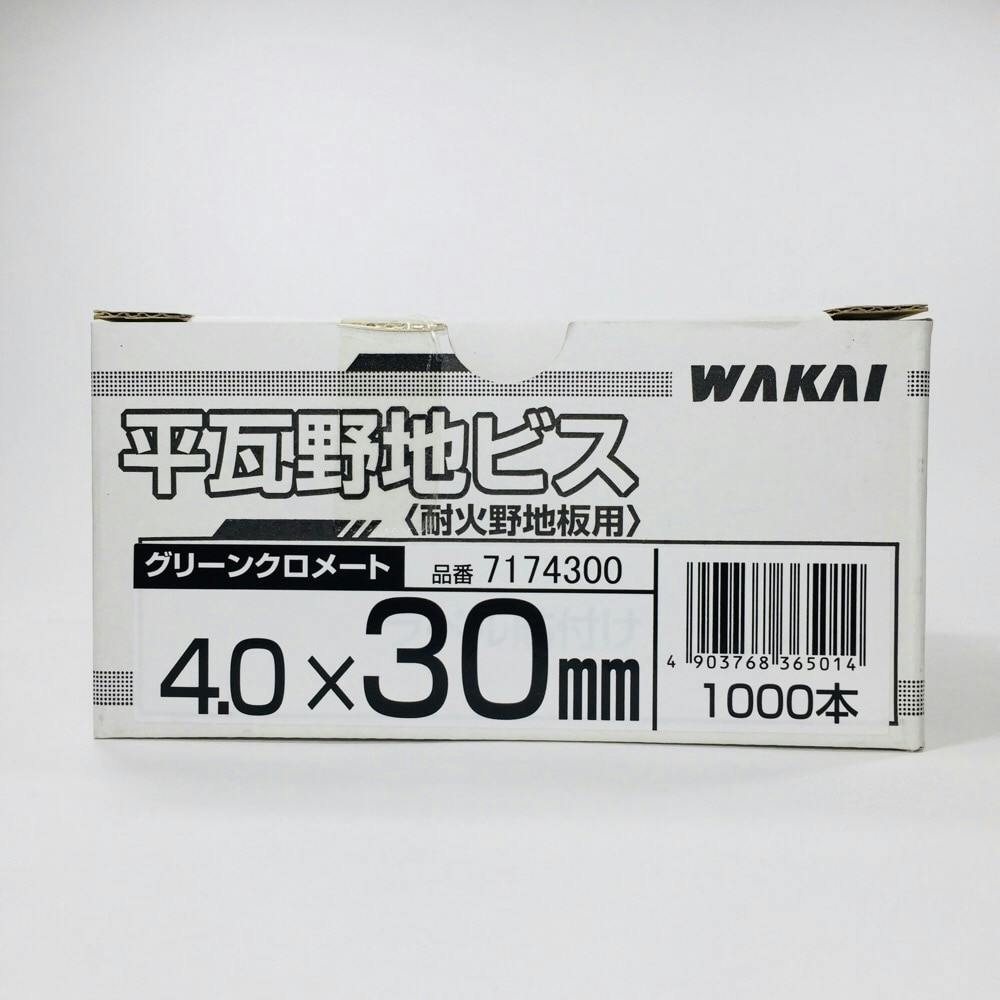 WAKAI
平瓦野地ビス
〈耐火野地板用〉
グリーンクロメート
品番 7174300
4.0×30mm
4 903768 365014
1000本